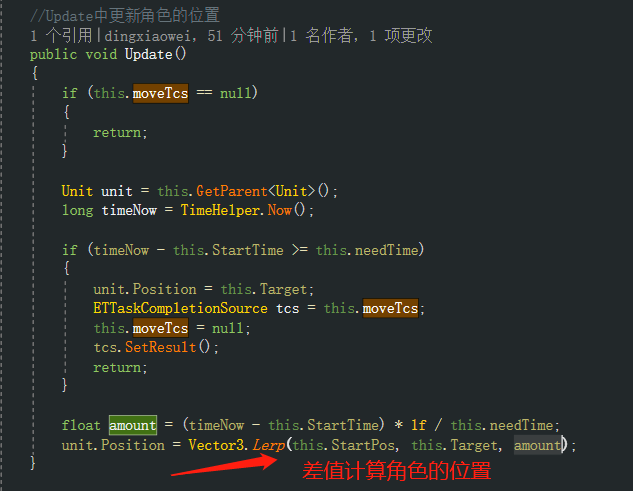 //Update中更新角色的位置
1 个引用|dingxiaowei，51 分钟前|1 名作者，1 项更改
public void Update()
{
if (this.moveTcs == null)
{
return;
}
Unit unit = this.GetParent<Unit>();
long timeNow = TimeHelper.Now();
if (timeNow - this.StartTime >= this.needTime)
{
unit.Position = this.Target;
ETTaskCompletionSource tcs = this.moveTcs;
this.moveTcs = null;
tcs.SetResult();
return;
}
float amount = (timeNow - this.StartTime) * 1f / this.needTime;
unit.Position = Vector3.Lerp(this.StartPos, this.Target, amount);
}
差值计算角色的位置